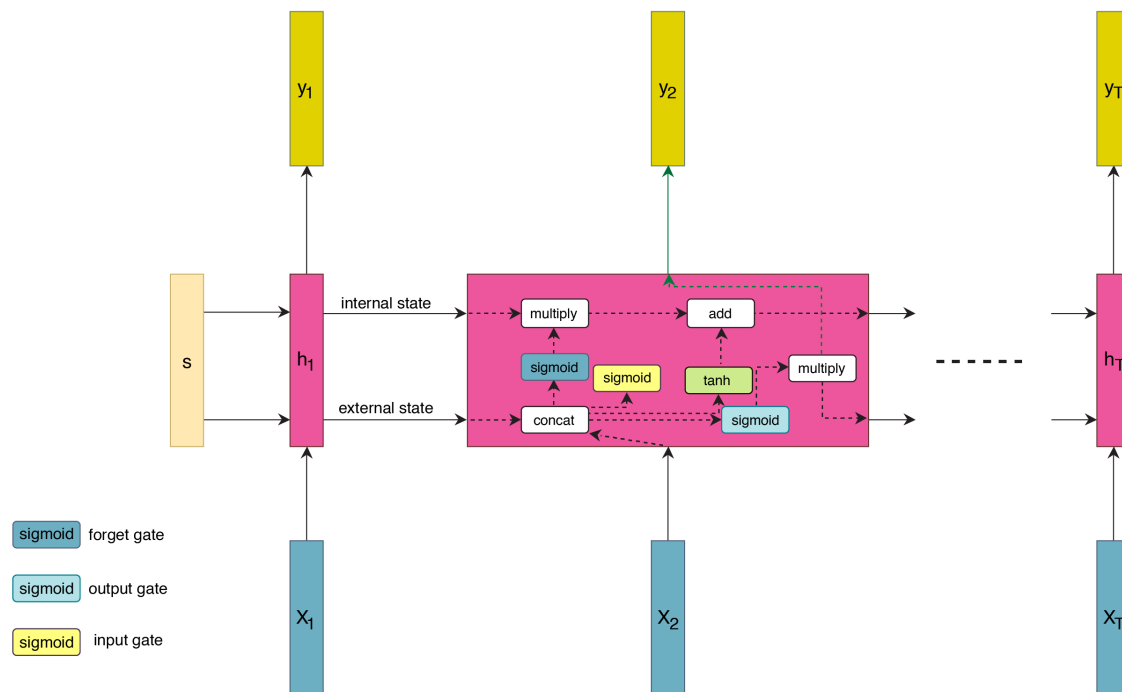 y1
y2
yT
internal state
multiply
add
s
h1
sigmoid
sigmoid
tanh
multiply
hT
external state
concat
sigmoid
sigmoid forget gate
sigmoid output gate
sigmoid input gate
X1
X2
XT